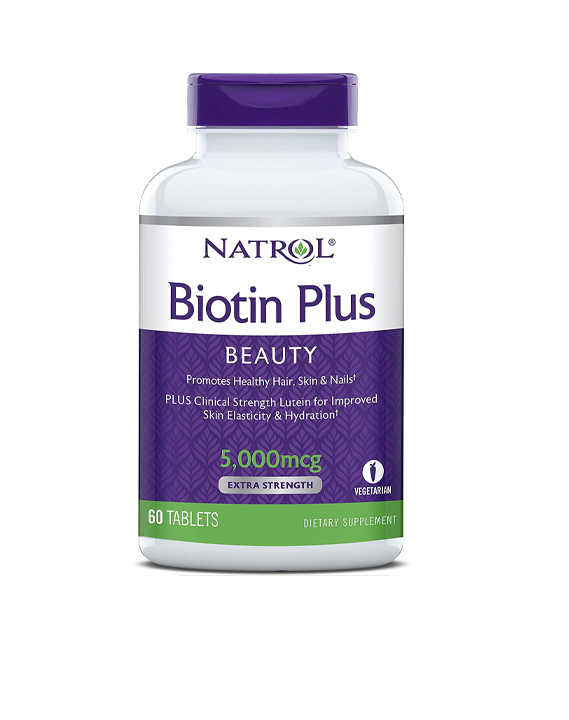 NATROL®
Biotin Plus
BEAUTY
Promotes Healthy Hair, Skin & Nails†
PLUS Clinical Strength Lutein for Improved
Skin Elasticity & Hydration†
5,000mcg
EXTRA STRENGTH
VEGETARIAN
60 TABLETS
DIETARY SUPPLEMENT